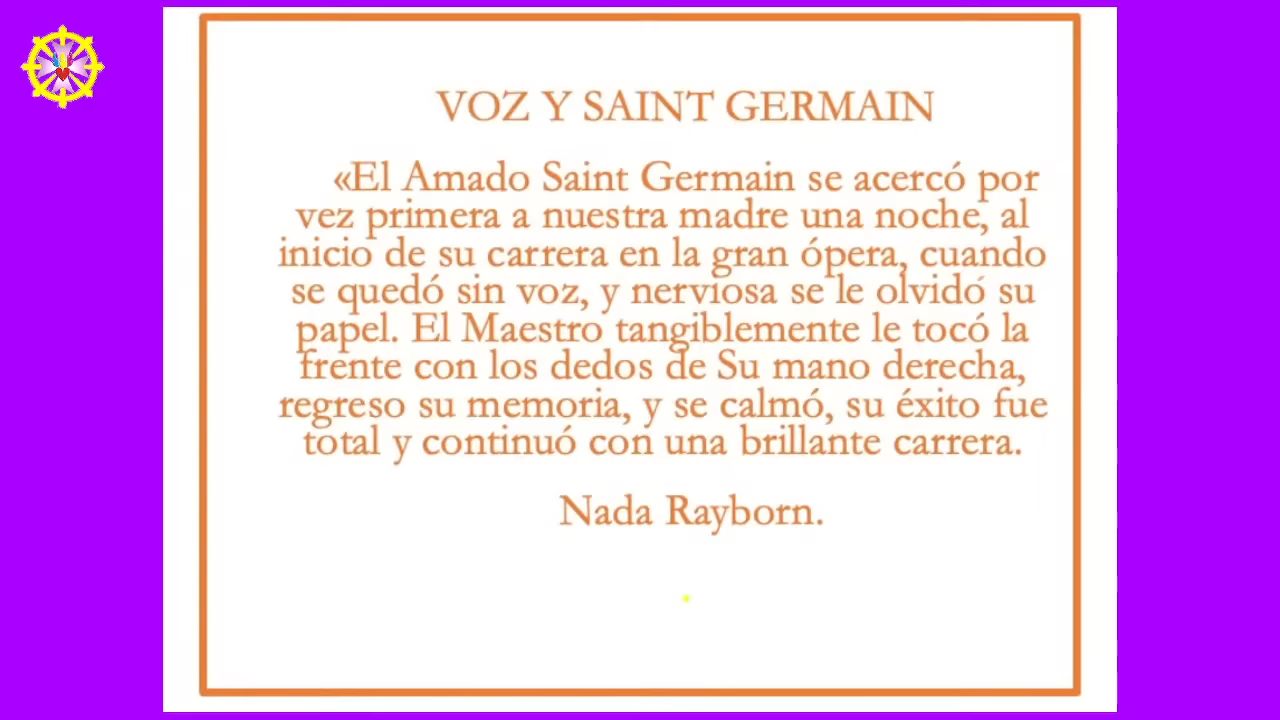 VOZ Y SAINT GERMAIN
«El Amado Saint Germain se acercó por
vez primera a nuestra madre una noche, al
inicio de su carrera en la gran ópera, cuando
se quedó sin voz, y nerviosa se le olvidó su
papel. El Maestro tangiblemente le tocó la
frente con los dedos de Su mano derecha,
regreso su memoria, y se calmó, su éxito fue
total y continuó con una brillante carrera.
Nada Rayborn.